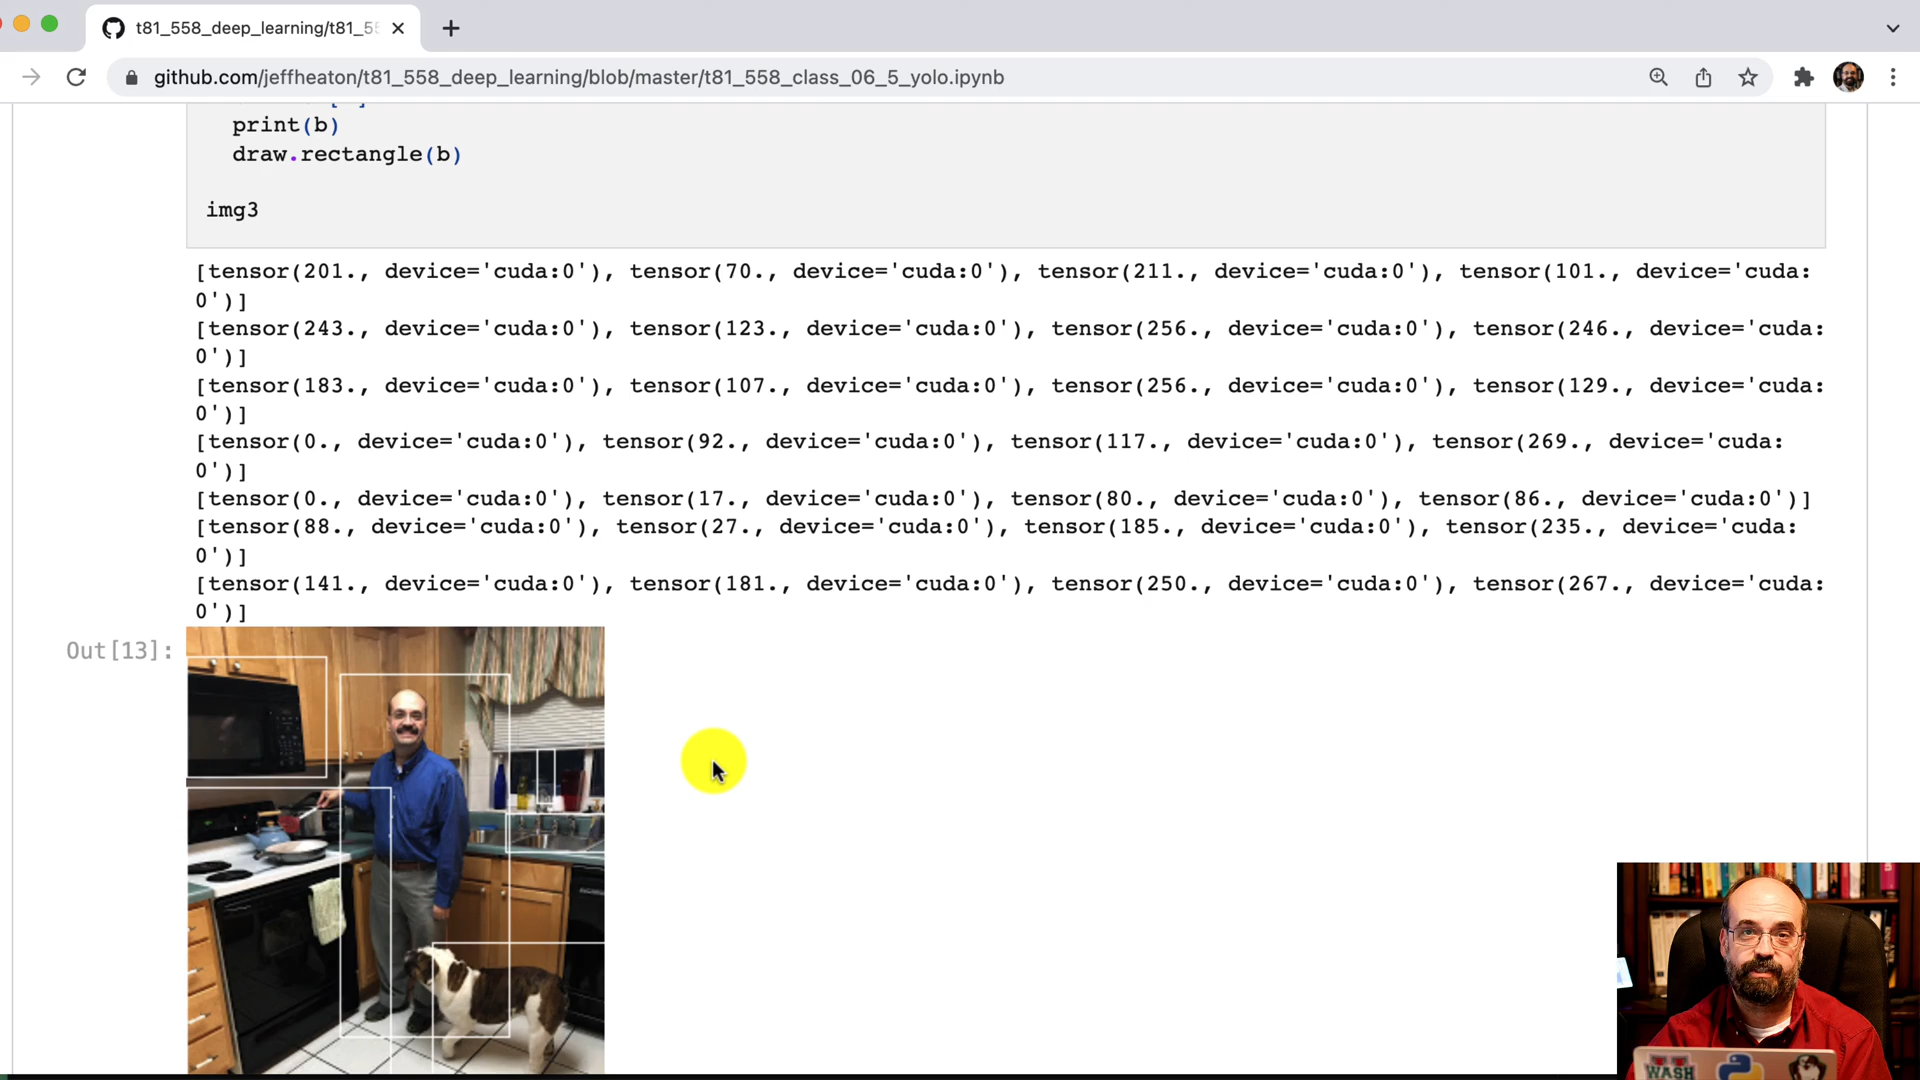 t81_558_deep_learning/t81_55
github.com/jeffheaton/t81_558_deep_learning/blob/master/t81_558_class_06_5_yolo.ipynb
print(b)
draw.rectangle(b)
img3
[tensor(201., device='cuda:0'), tensor(70., device='cuda:0'), tensor(211., device='cuda:0'), tensor(101., device='cuda:
0')]
[tensor(243., device='cuda:0'), tensor(123., device='cuda:0'), tensor(256., device='cuda:0'), tensor(246., device='cuda:
0')]
[tensor(183., device='cuda:0'), tensor(107., device='cuda:0'), tensor(256., device='cuda:0'), tensor(129., device='cuda:
0')]
[tensor(0., device='cuda:0'), tensor(92., device='cuda:0'), tensor(117., device='cuda:0'), tensor(269., device='cuda:
0')]
[tensor(0., device='cuda:0'), tensor(17., device='cuda:0'), tensor(80., device='cuda:0'), tensor(86., device='cuda:0')]
[tensor(88., device='cuda:0'), tensor(27., device='cuda:0'), tensor(185., device='cuda:0'), tensor(235., device='cuda:
0')]
[tensor(141., device='cuda:0'), tensor(181., device='cuda:0'), tensor(250., device='cuda:0'), tensor(267., device='cuda:
0')]
Out[13]:
WASH